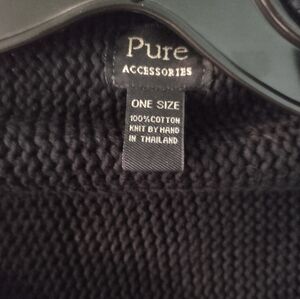 Pure
ACCESSORIES
ONE SIZE
100% COTTON
KNIT BY HAND
IN THAILAND